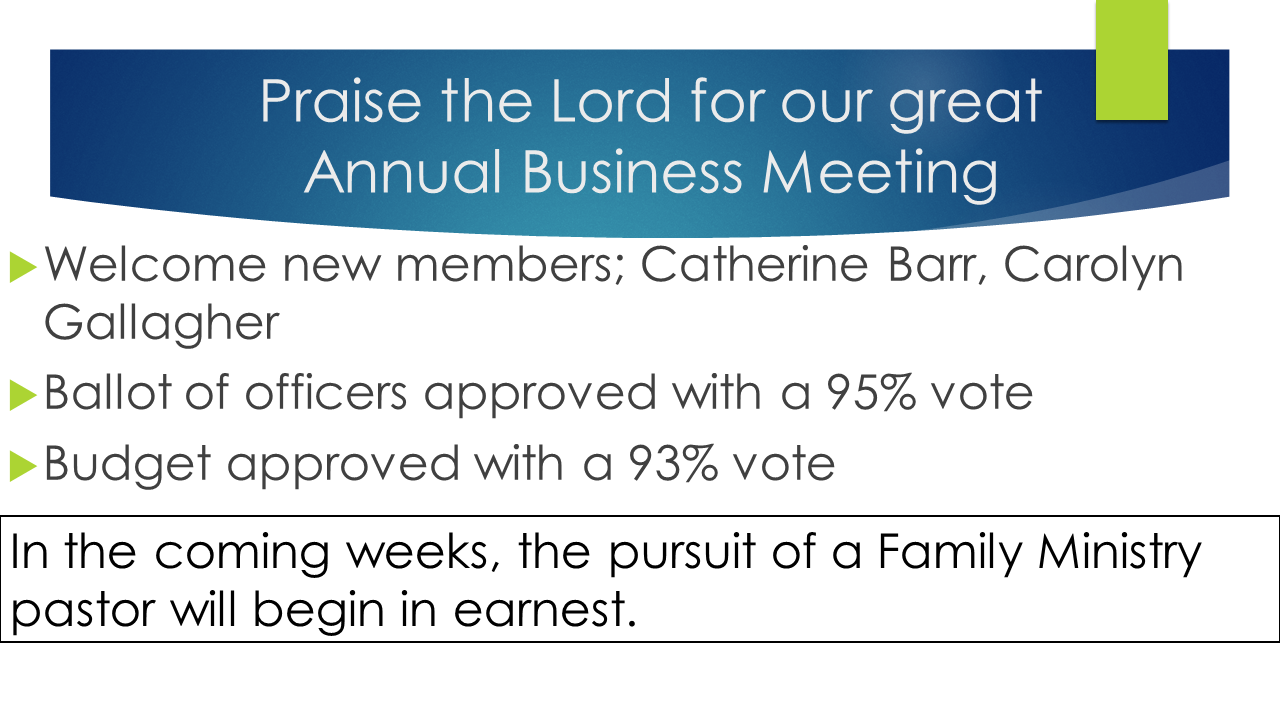 Praise the Lord for our great
Annual Business Meeting
Welcome new members; Catherine Barr, Carolyn
Gallagher
Ballot of officers approved with a 95% vote
Budget approved with a 93% vote
In the coming weeks, the pursuit of a Family Ministry
pastor will begin in earnest.